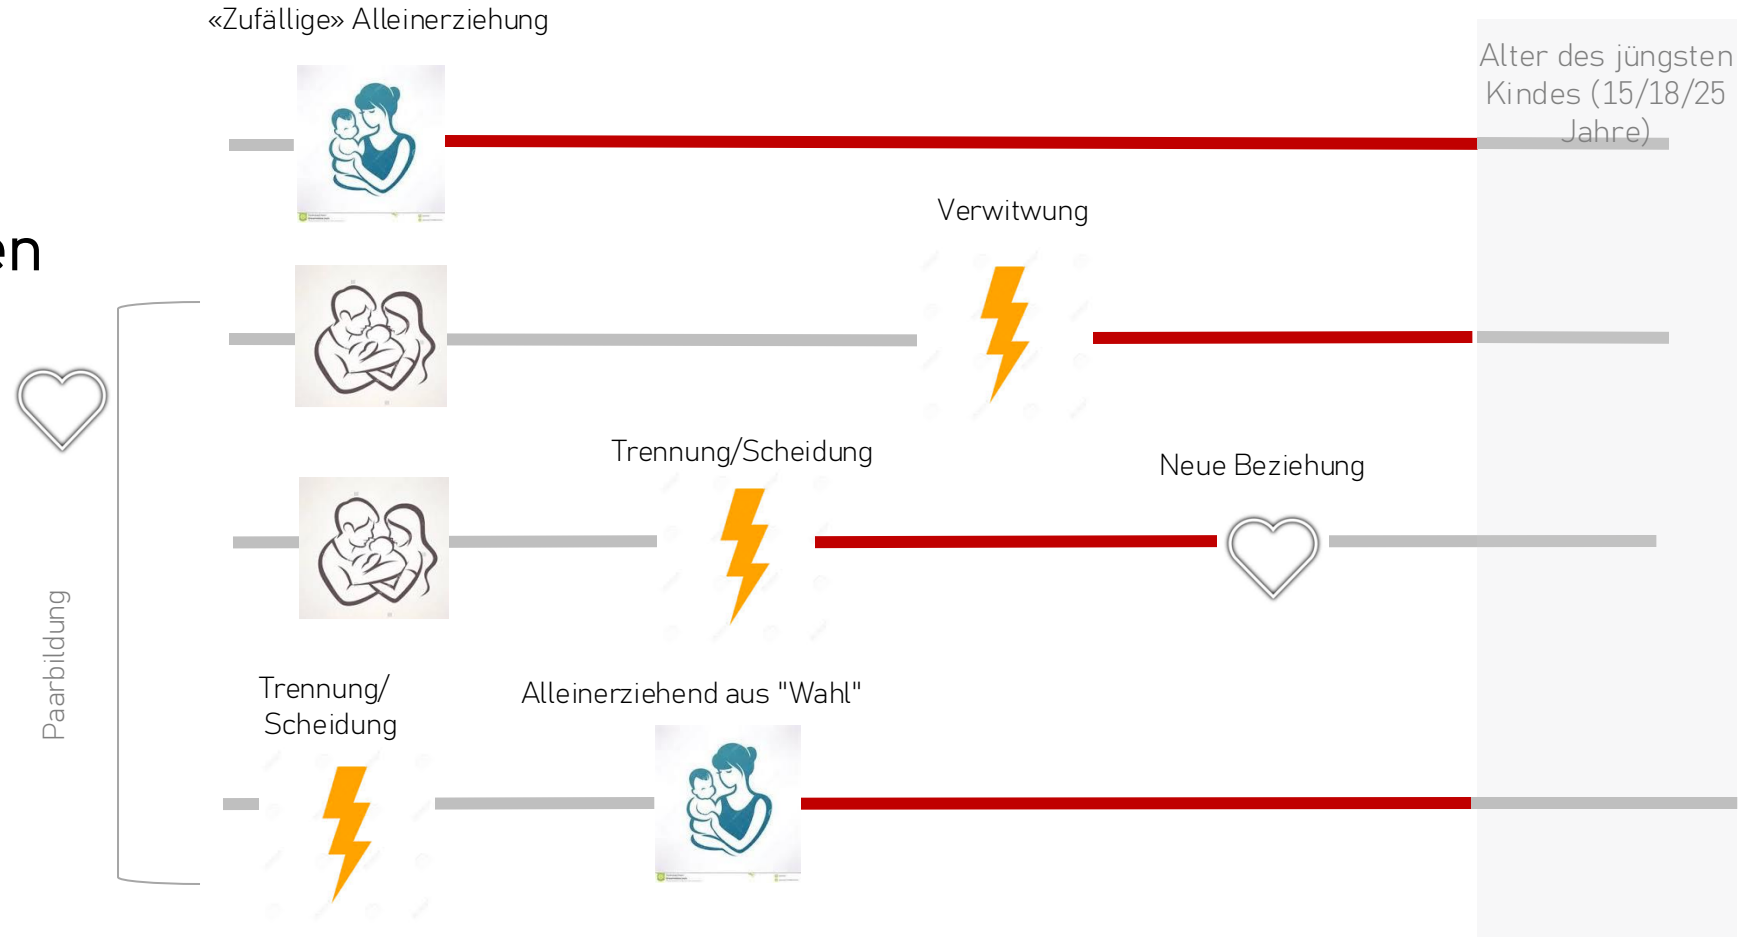 «Zufällige» Alleinerziehung
Alter des jüngsten
Kindes (15/18/25
Jahre)
Verwitwung
en
Trennung/Scheidung
Neue Beziehung
Paarbildung
Trennung/
Scheidung
Alleinerziehend aus "Wahl"